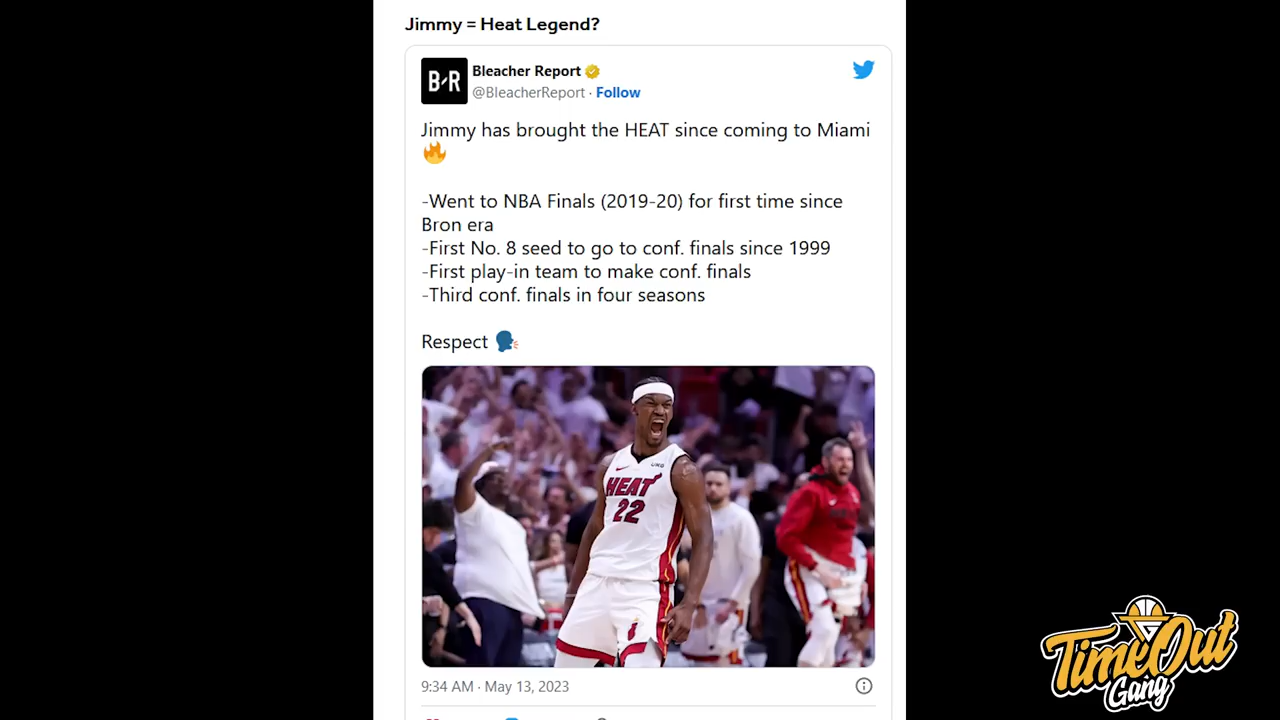 Jimmy = Heat Legend?
B/R
Bleacher Report
@BleacherReport · Follow
Jimmy has brought the HEAT since coming to Miami
🔥
-Went to NBA Finals (2019-20) for first time since
Bron era
-First No. 8 seed to go to conf. finals since 1999
-First play-in team to make conf. finals
-Third conf. finals in four seasons
Respect 🗣
UKG
HEAT
22
9:34 AM · May 13, 2023
TimeOut
Gang